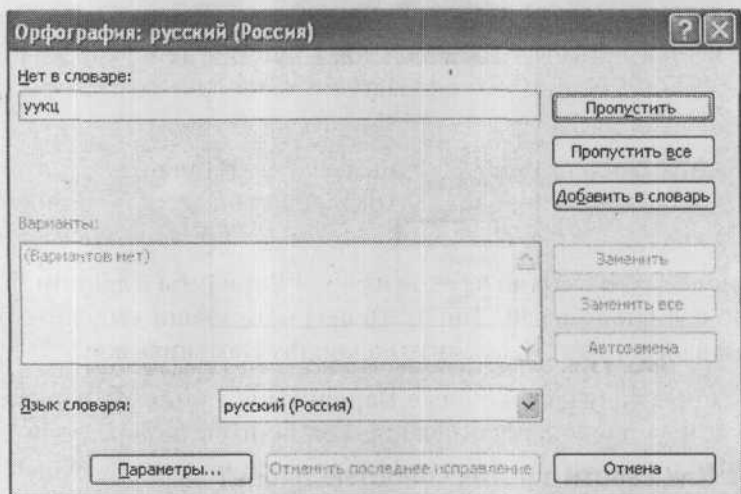 Орфография: русский (Россия)
Нет в словаре:
уукц
Пропустить
Пропустить все
Добавить в словарь
Варианты:
(Вариантов нет)
Заменить
Заменить все
Автозамена
Язык словаря:
русский (Россия)
Параметры...
Отменить последнее исправление
Отмена